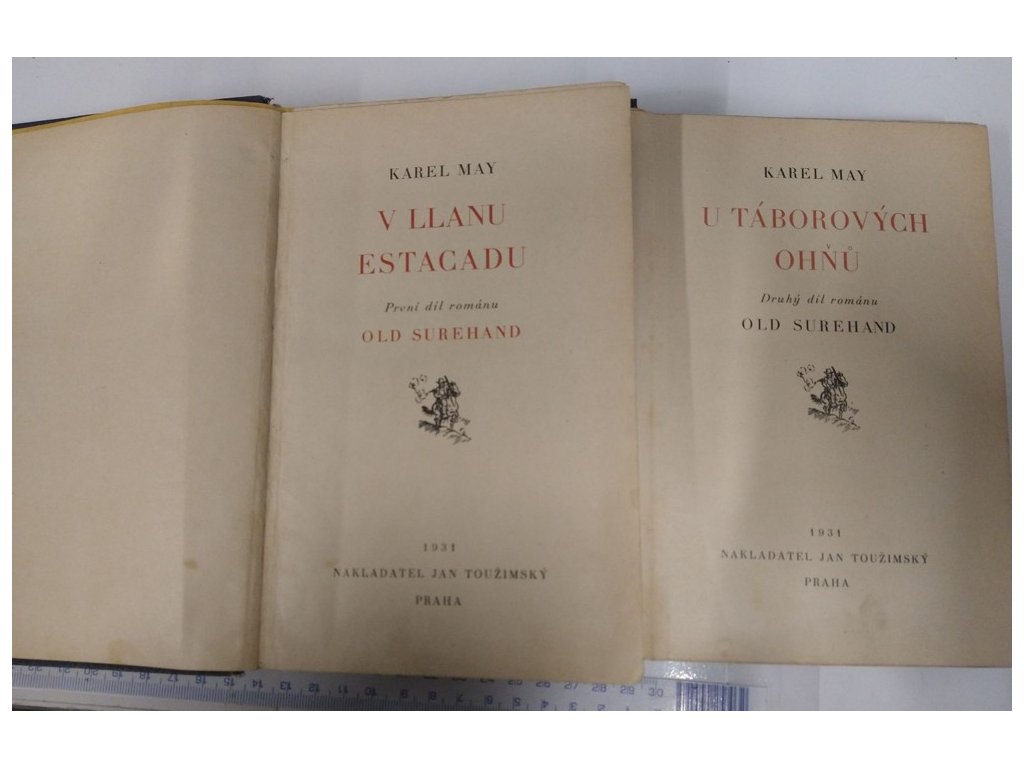 KAREL MAY
V LLANU
ESTACADU
První díl románu
OLD SUREHAND
1931
NAKLADATEL JAN TOUŽIMSKÝ
PRAHA
KAREL MAY
U TÁBOROVÝCH
OHŇŮ
Druhý díl románu
OLD SUREHAND
1931
NAKLADATEL JAN TOUŽIMSKÝ
PRAHA